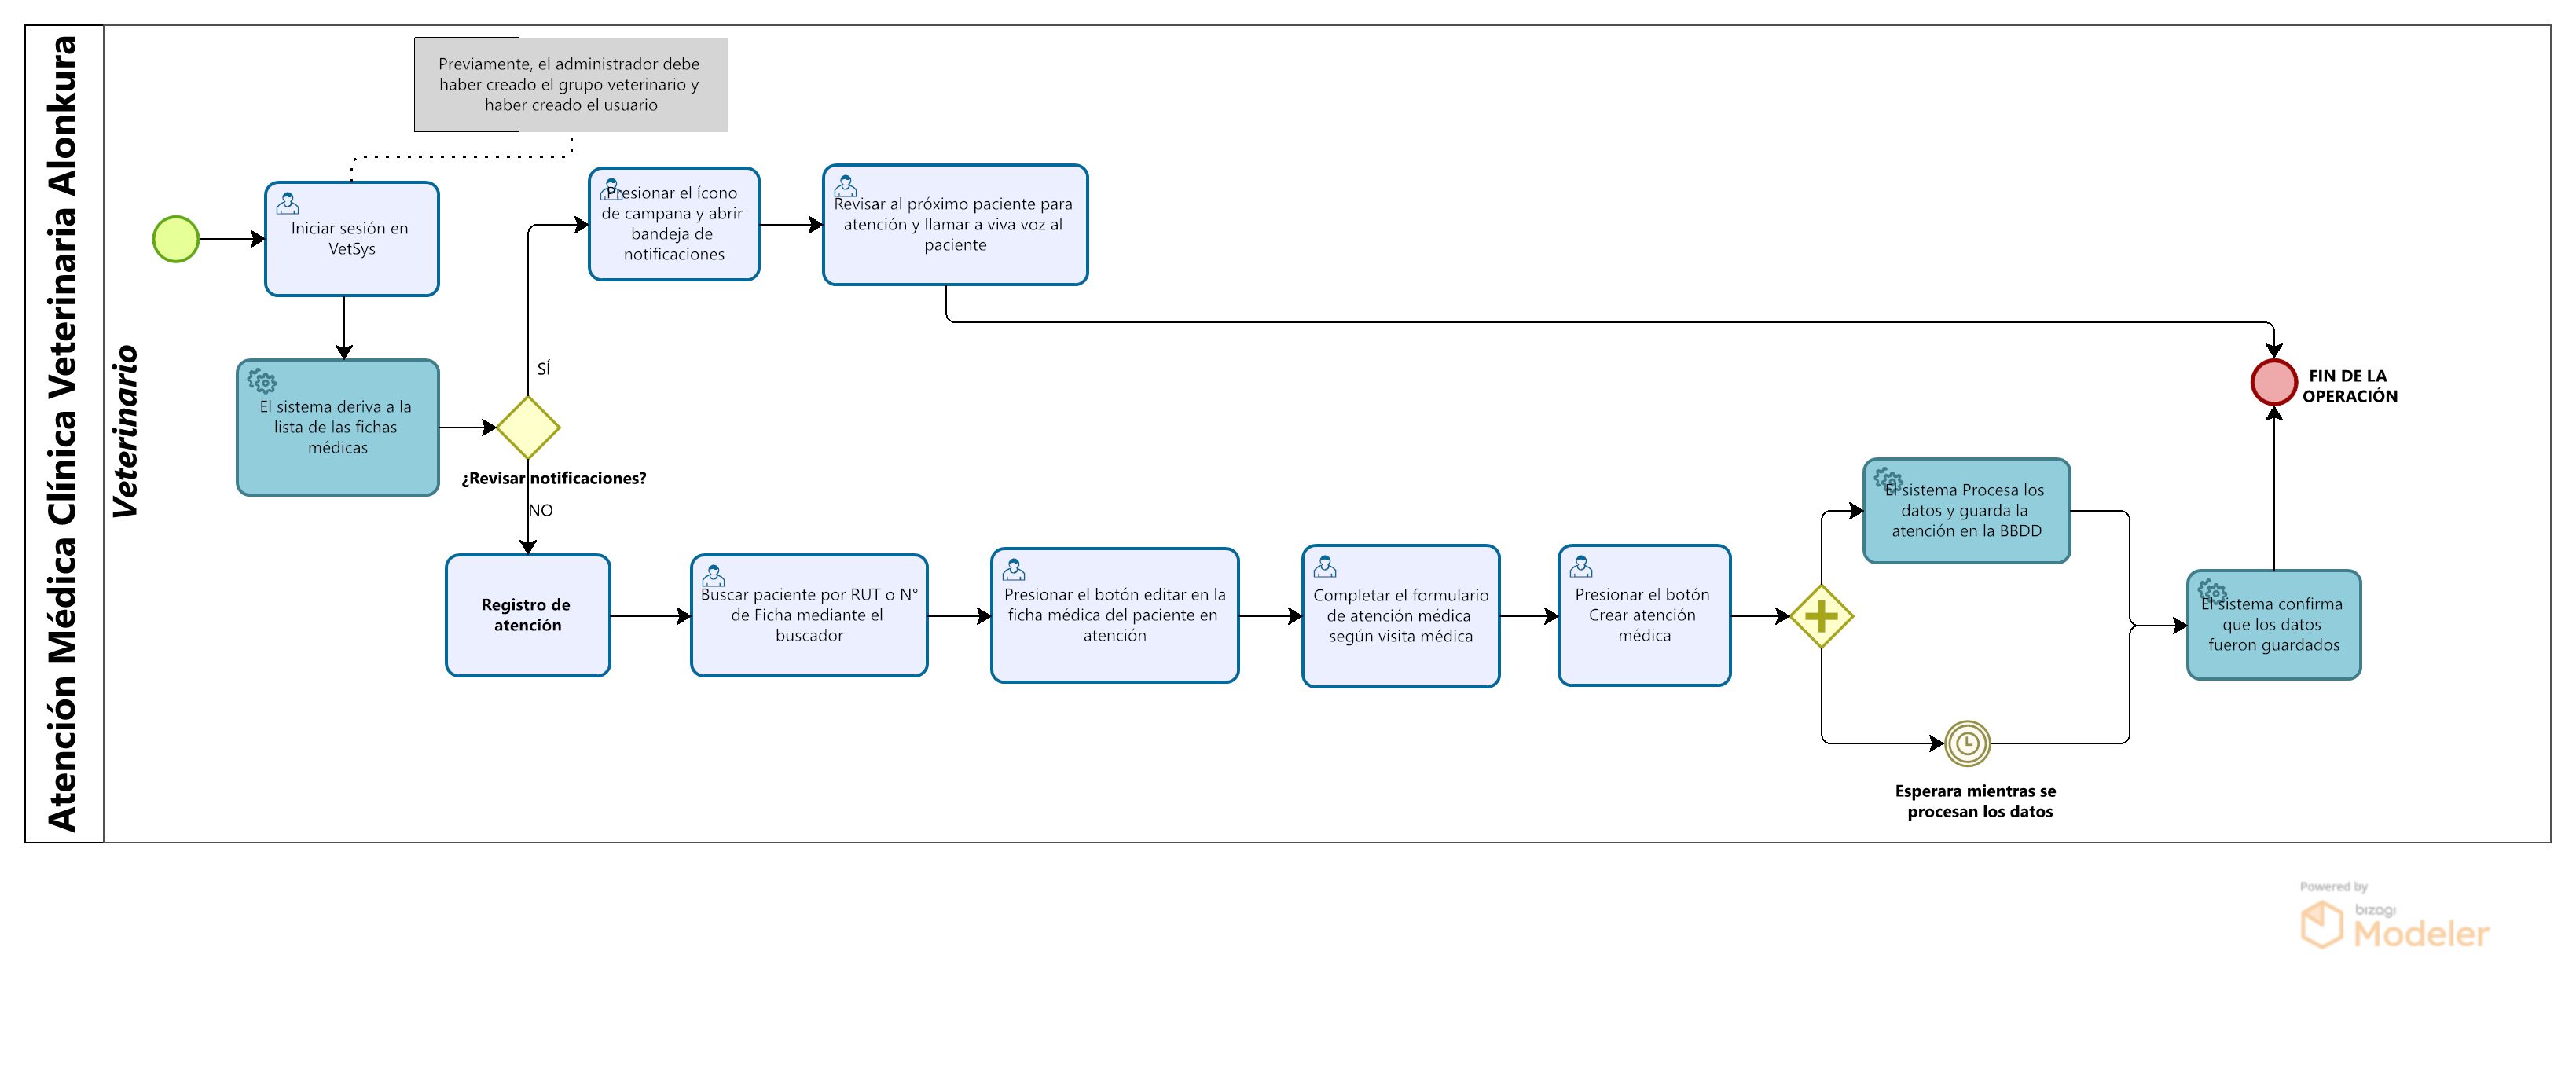 Atención Médica Clínica Veterinaria Alonkura
Veterinario
Previamente, el administrador debe
haber creado el grupo veterinario y
haber creado el usuario
Iniciar sesión en
VetSys
Presionar el ícono
de campana y abrir
bandeja de
notificaciones
Revisar al próximo paciente para
atención y llamar a viva voz al
paciente
SÍ
El sistema deriva a la
lista de las fichas
médicas
¿Revisar notificaciones?
NO
FIN DE LA
OPERACIÓN
Registro de
atención
Buscar paciente por RUT o N°
de Ficha mediante el
buscador
Presionar el botón editar en la
ficha médica del paciente en
atención
Completar el formulario
de atención médica
según visita médica
Presionar el botón
Crear atención
médica
El sistema Procesa los
datos y guarda la
atención en la BBDD
El sistema confirma
que los datos
fueron guardados
Esperara mientras se
procesan los datos
Powered by
bizagi
Modeler